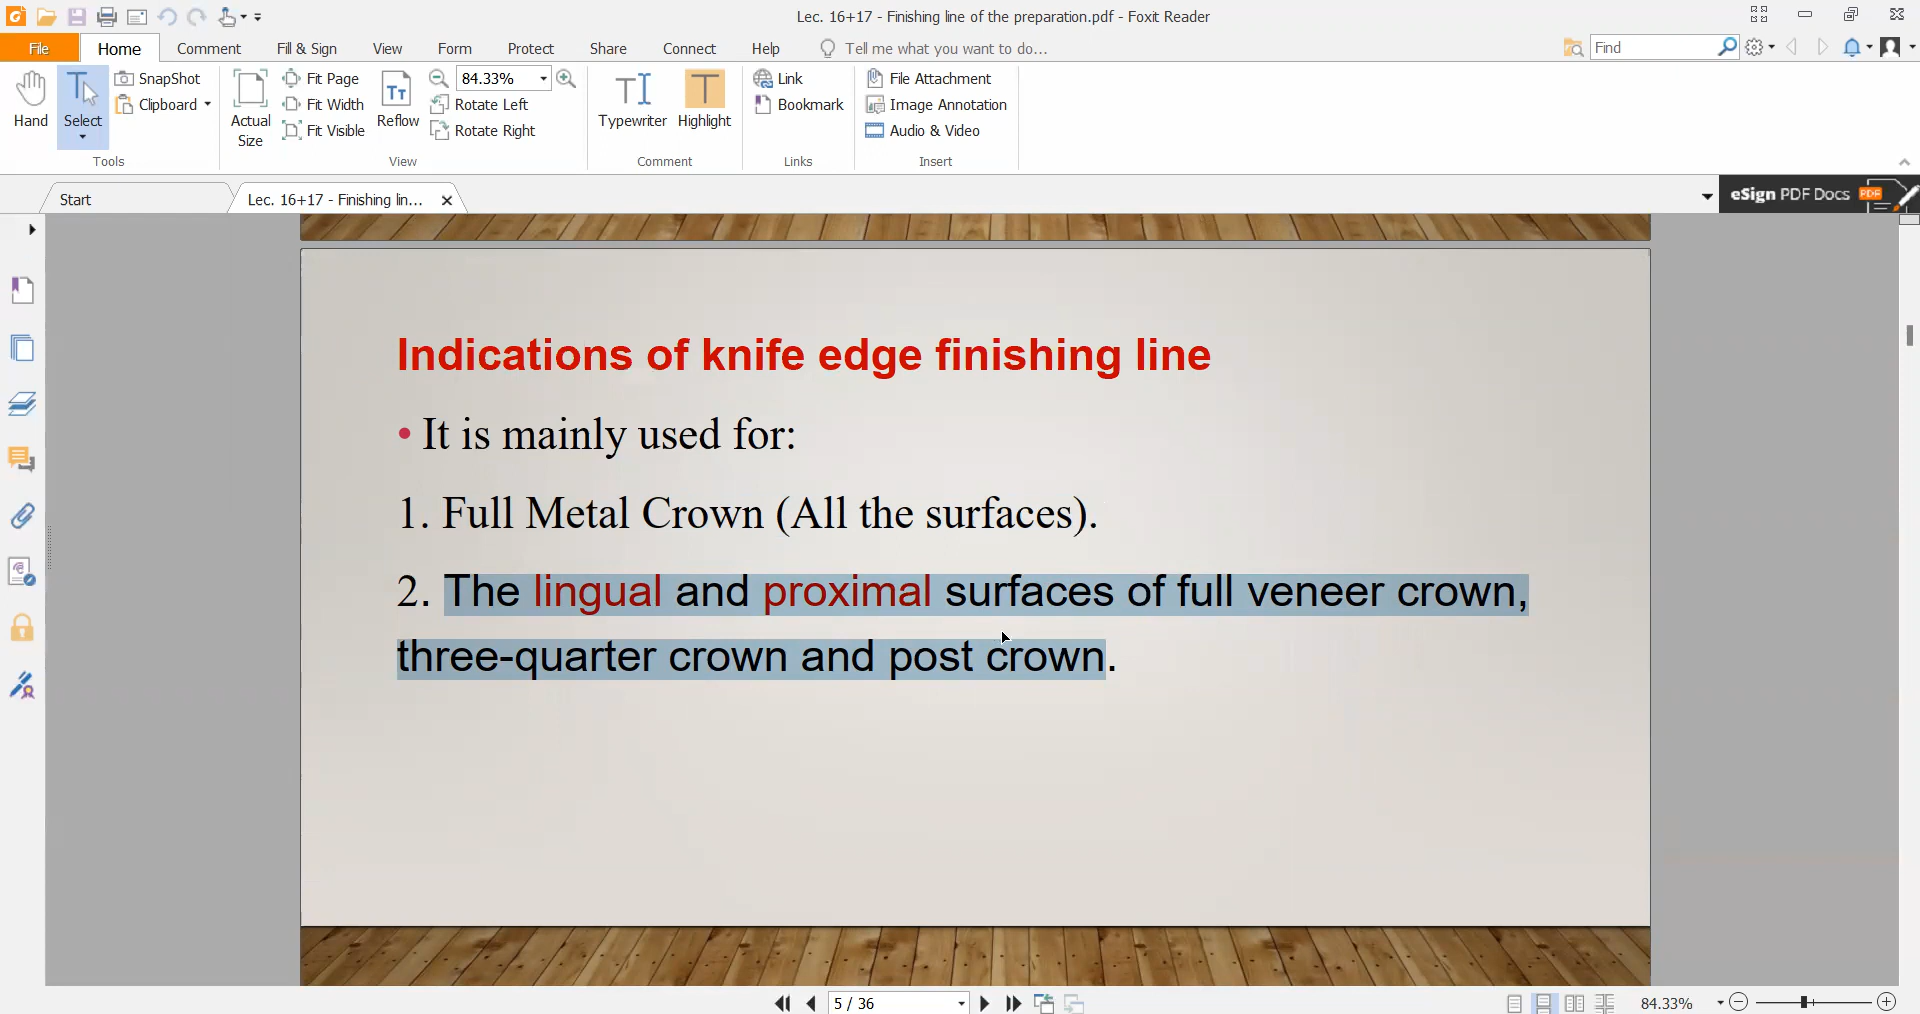 Lec. 16+17 - Finishing line of the preparation.pdf - Foxit Reader
File Home Comment Fill & Sign View Form Protect Share Connect Help Tell me what you want to do... Find
Hand
Select
SnapShot
Clipboard
Tools
Actual
Size
Fit Page
Fit Width
Fit Visible
Reflow
84.33%
Rotate Left
Rotate Right
View
Typewriter
Highlight
Comment
Link
Bookmark
Links
File Attachment
Image Annotation
Audio & Video
Insert
Start
Lec. 16+17 - Finishing lin...
eSign PDF Docs PDF
Indications of knife edge finishing line
• It is mainly used for:
1. Full Metal Crown (All the surfaces).
2. The lingual and proximal surfaces of full veneer crown,
three-quarter crown and post crown.
5 / 36
84.33%